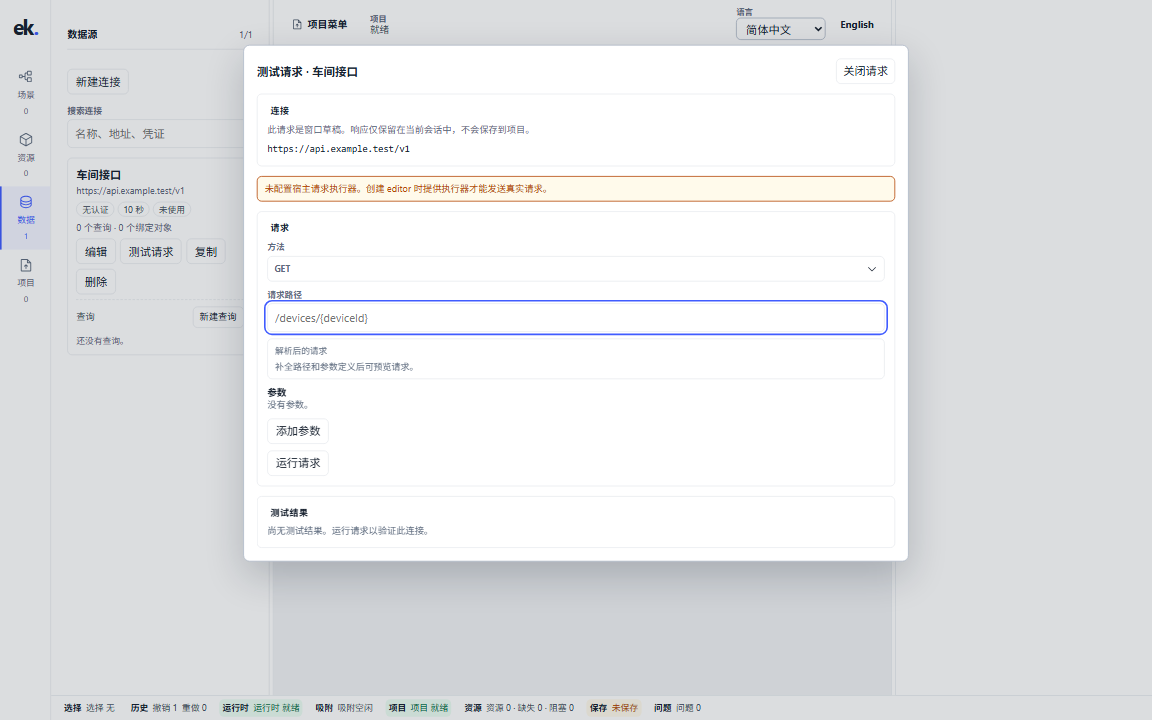 ek.
场景
0
资源
0
数据
1
项目
0
数据源
1/1
新建连接
搜索连接
名称、地址、凭证
车间接口
https://api.example.test/v1
无认证
10 秒
未使用
0 个查询 · 0 个绑定对象
编辑
测试请求
复制
删除
查询
新建查询
还没有查询。
项目菜单
项目
就绪
语言
简体中文
English
测试请求 · 车间接口
关闭请求
连接
此请求是窗口草稿。响应仅保留在当前会话中，不会保存到项目。
https://api.example.test/v1
未配置宿主请求执行器。创建 editor 时提供执行器才能发送真实请求。
请求
方法
GET
请求路径
/devices/{deviceId}
解析后的请求
补全路径和参数定义后可预览请求。
参数
没有参数。
添加参数
运行请求
测试结果
尚无测试结果。运行请求以验证此连接。
选择 选择 无 历史 撤销 1 重做 0 运行时 运行时 就绪 吸附 吸附空闲 项目 项目 就绪 资源 资源 0 · 缺失 0 · 阻塞 0 保存 未保存 问题 问题 0